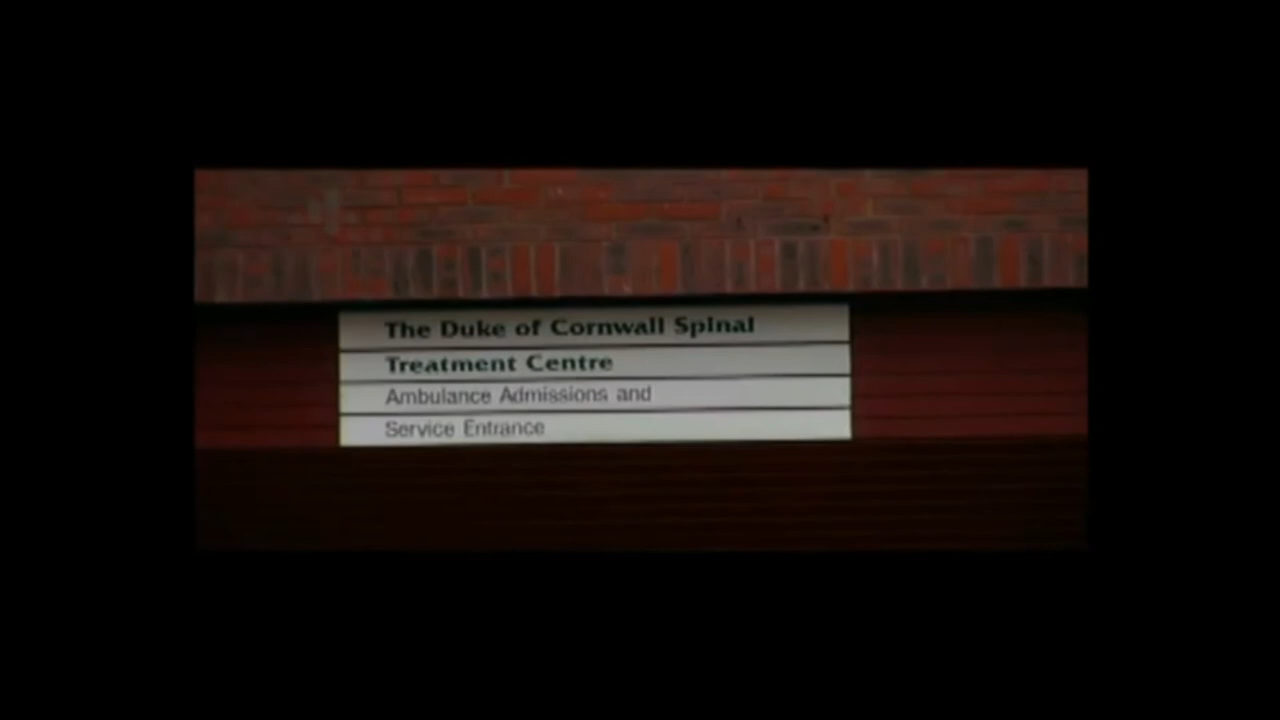 The Duke of Cornwall Spinal
Treatment Centre
Ambulance Admissions and
Service Entrance